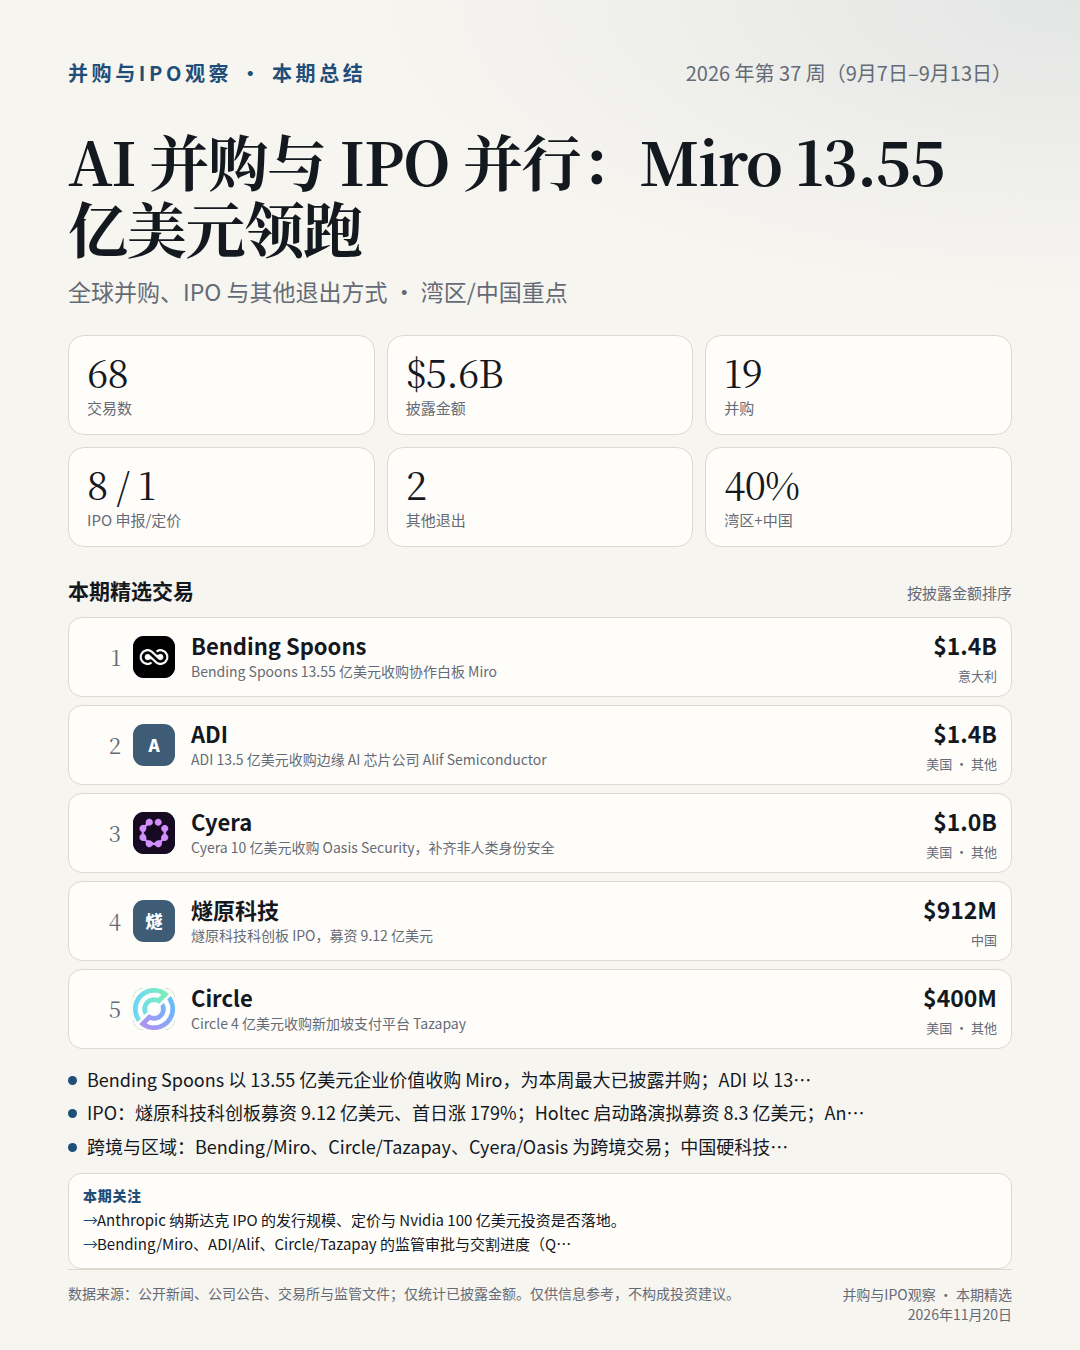 并购与IPO观察 · 本期总结
2026 年第 37 周（9月7日–9月13日）
AI 并购与 IPO 并行：Miro 13.55
亿美元领跑
全球并购、IPO 与其他退出方式 · 湾区/中国重点
68
交易数
$5.6B
披露金额
19
并购
8 / 1
IPO 申报/定价
2
其他退出
40%
湾区+中国
本期精选交易
按披露金额排序
1
Bending Spoons
Bending Spoons 13.55 亿美元收购协作白板 Miro
$1.4B
意大利
2
A
ADI
ADI 13.5 亿美元收购边缘 AI 芯片公司 Alif Semiconductor
$1.4B
美国 · 其他
3
Cyera
Cyera 10 亿美元收购 Oasis Security，补齐非人类身份安全
$1.0B
美国 · 其他
4
燧
燧原科技
燧原科技科创板 IPO，募资 9.12 亿美元
$912M
中国
5
Circle
Circle 4 亿美元收购新加坡支付平台 Tazapay
$400M
美国 · 其他
Bending Spoons 以 13.55 亿美元企业价值收购 Miro，为本周最大已披露并购；ADI 以 13…
IPO：燧原科技科创板募资 9.12 亿美元、首日涨 179%；Holtec 启动路演拟募资 8.3 亿美元；An…
跨境与区域：Bending/Miro、Circle/Tazapay、Cyera/Oasis 为跨境交易；中国硬科技…
本期关注
→Anthropic 纳斯达克 IPO 的发行规模、定价与 Nvidia 100 亿美元投资是否落地。
→Bending/Miro、ADI/Alif、Circle/Tazapay 的监管审批与交割进度（Q…
数据来源：公开新闻、公司公告、交易所与监管文件；仅统计已披露金额。仅供信息参考，不构成投资建议。
并购与IPO观察 · 本期精选
2026年11月20日